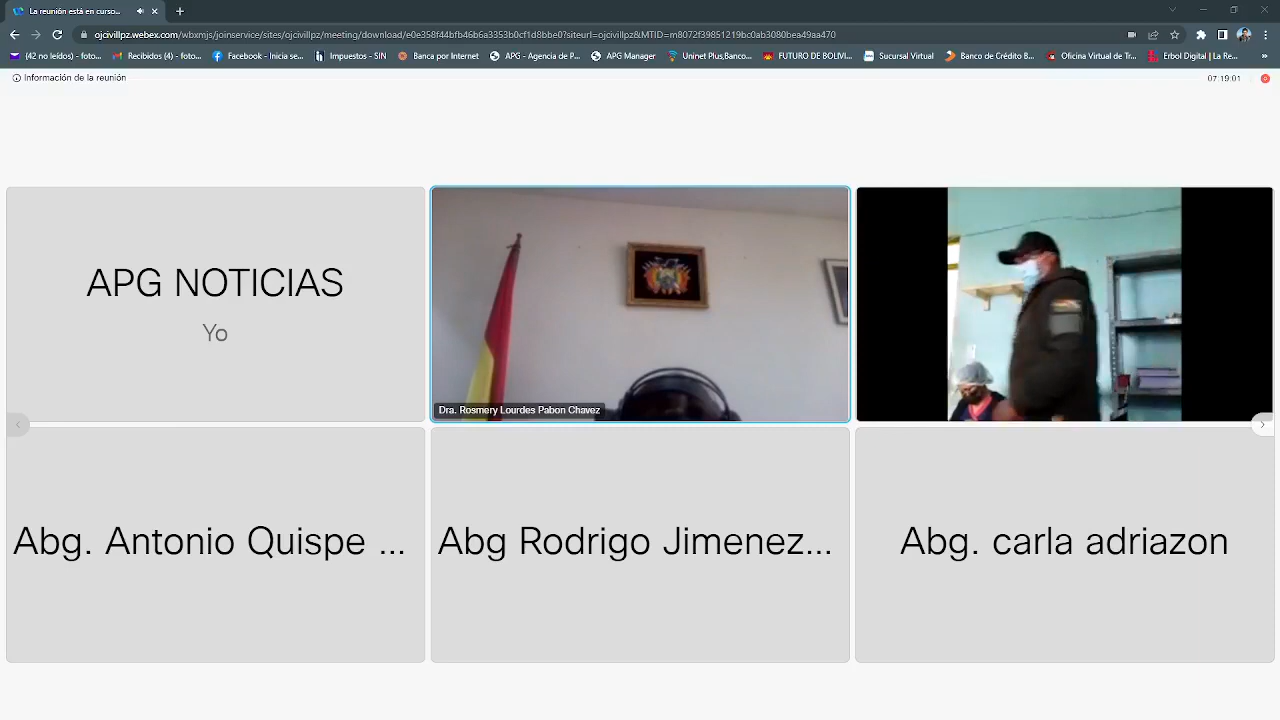 La reunión está en curso...
ojcivillpz.webex.com/wbxmjs/joinservice/sites/ojcivillpz/meeting/download/e0e358f44bfb46b6a3353b0cf1d8bbe0?siteurl=ojcivillpz&MTID=m8072f39851219bc0ab3080bea49aa470
(42 no leídos) - foto...
Recibidos (4) - foto...
Facebook - Inicia se...
Impuestos - SIN
Banca por Internet
APG - Agencia de P...
APG Manager
Uninet Plus,Banco...
FUTURO DE BOLIVI...
Sucursal Virtual
Banco de Crédito B...
Oficina Virtual de Tr...
Erbol Digital | La Re...
»
Información de la reunión
07:19:01
APG NOTICIAS
Yo
Dra. Rosmery Lourdes Pabon Chavez
Abg. Antonio Quispe ...
Abg Rodrigo Jimenez...
Abg. carla adriazon